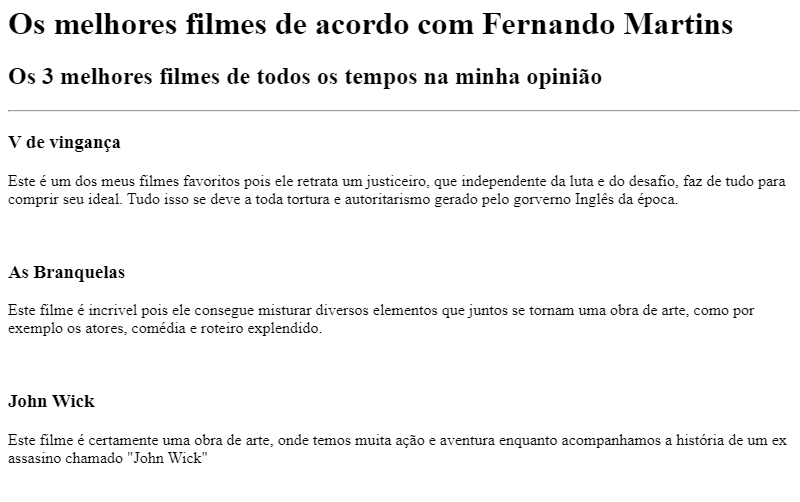 Os melhores filmes de acordo com Fernando Martins
Os 3 melhores filmes de todos os tempos na minha opinião
V de vingança
Este é um dos meus filmes favoritos pois ele retrata um justiceiro, que independente da luta e do desafio, faz de tudo para
comprir seu ideal. Tudo isso se deve a toda tortura e autoritarismo gerado pelo gorverno Inglês da época.
As Branquelas
Este filme é incrivel pois ele consegue misturar diversos elementos que juntos se tornam uma obra de arte, como por
exemplo os atores, comédia e roteiro explendido.
John Wick
Este filme é certamente uma obra de arte, onde temos muita ação e aventura enquanto acompanhamos a história de um ex
assasino chamado "John Wick"